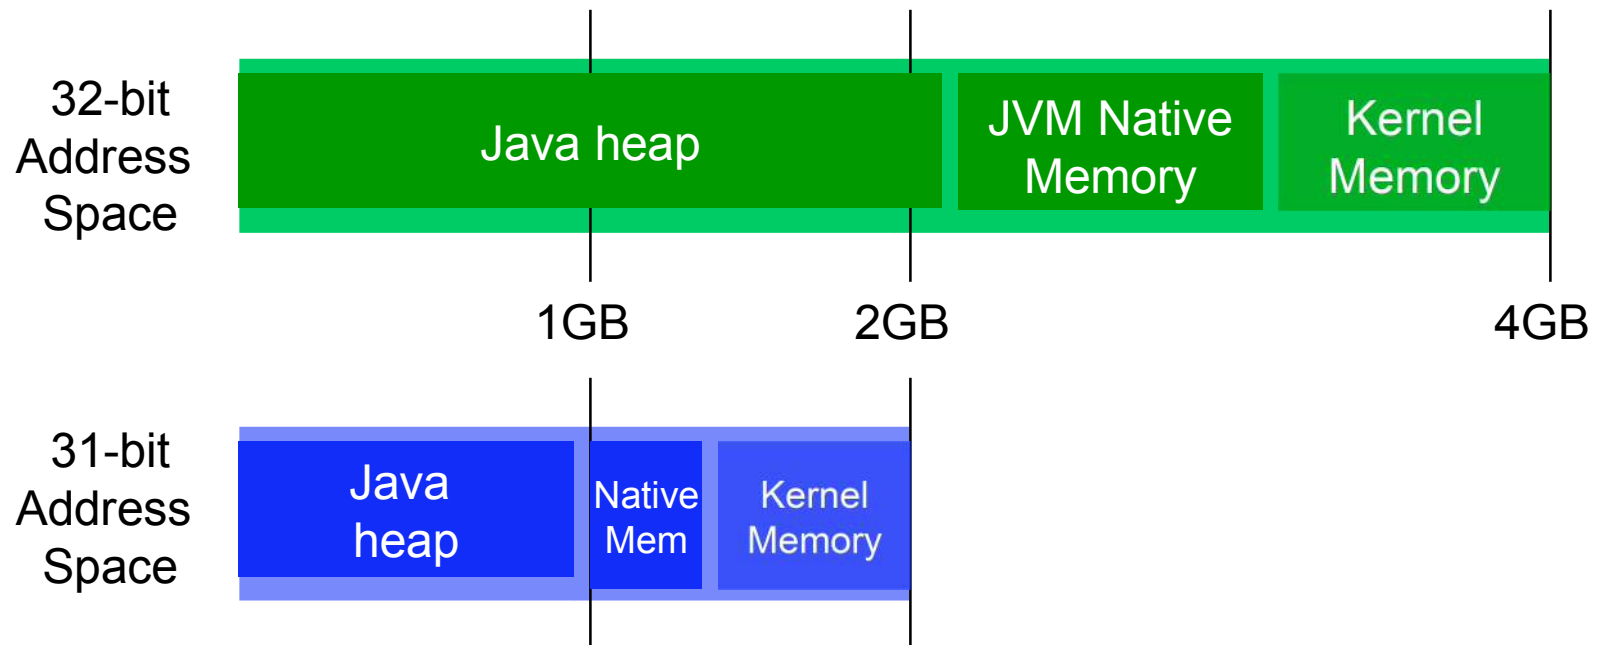 32-bit
Address
Space
Java heap
JVM Native
Memory
Kernel
Memory
1GB
2GB
4GB
31-bit
Address
Space
Java
heap
Native
Mem
Kernel
Memory